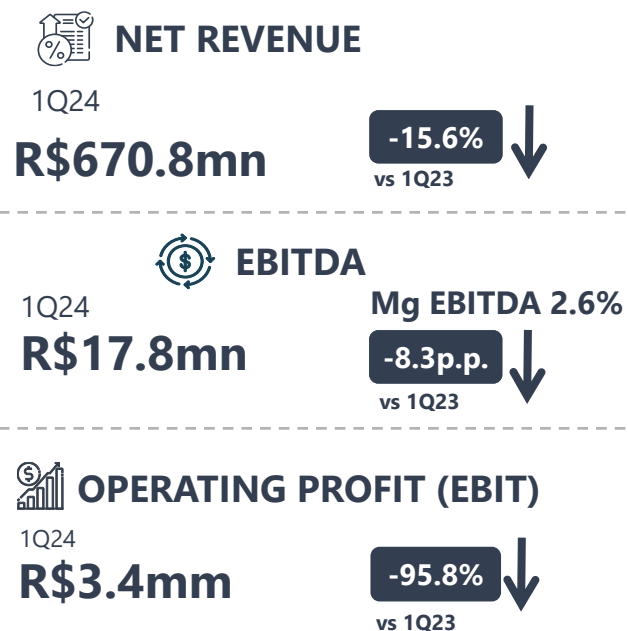 NET REVENUE
1Q24
R$670.8mn
-15.6%
vs 1Q23
EBITDA
1Q24
R$17.8mn
Mg EBITDA 2.6%
-8.3p.p.
vs 1Q23
OPERATING PROFIT (EBIT)
1Q24
R$3.4mm
-95.8%
vs 1Q23